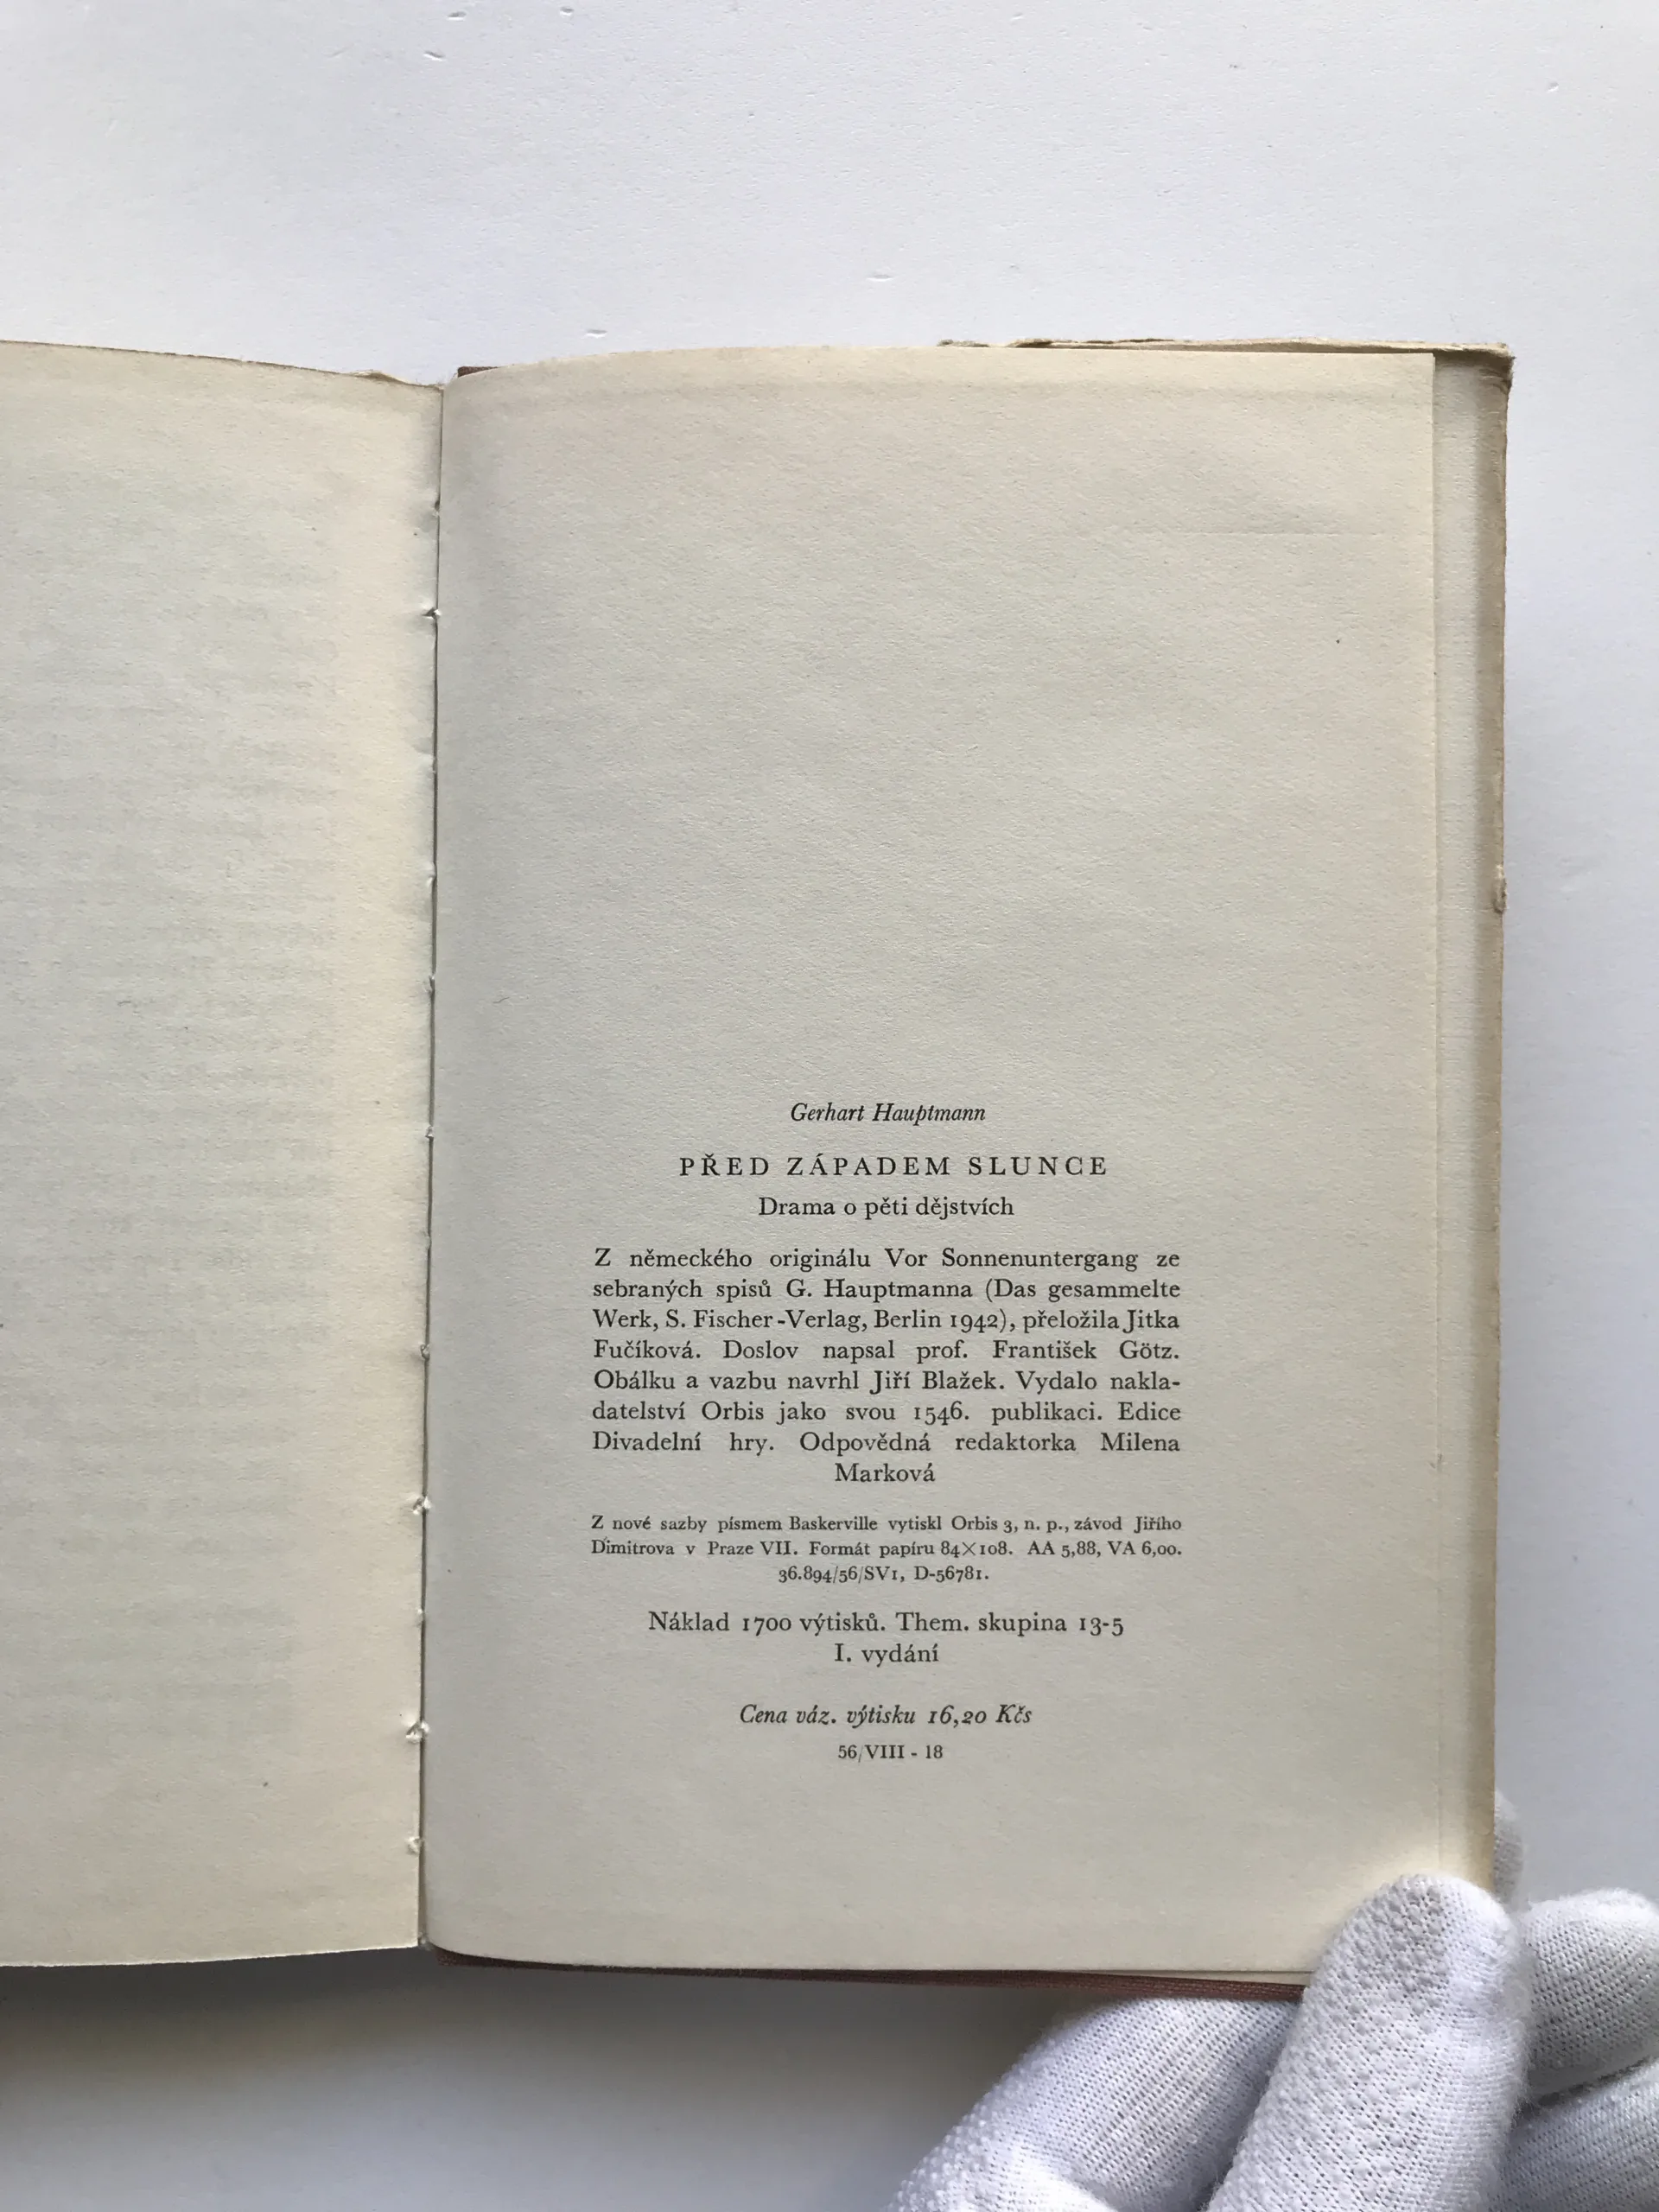 Gerhart Hauptmann
PŘED ZÁPADEM SLUNCE
Drama o pěti dějstvích
Z německého originálu Vor Sonnenuntergang ze
sebraných spisů G. Hauptmanna (Das gesammelte
Werk, S. Fischer-Verlag, Berlin 1942), přeložila Jitka
Fučíková. Doslov napsal prof. František Götz.
Obálku a vazbu navrhl Jiří Blažek. Vydalo nakla-
datelství Orbis jako svou 1546. publikaci. Edice
Divadelní hry. Odpovědná redaktorka Milena
Marková
Z nové sazby písmem Baskerville vytiskl Orbis 3, n. p., závod Jiřího
Dimitrova v Praze VII. Formát papíru 84×108. AA 5,88, VA 6,00.
36.894/56/SV1, D-56781.
Náklad 1700 výtisků. Them. skupina 13-5
I. vydání
Cena váz. výtisku 16,20 Kčs
56/VIII - 18